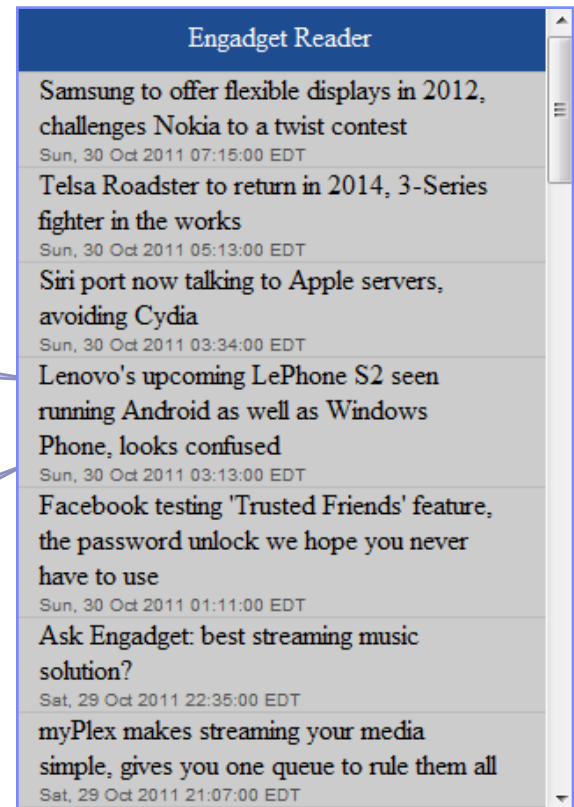 Engadget Reader
Samsung to offer flexible displays in 2012,
challenges Nokia to a twist contest
Sun, 30 Oct 2011 07:15:00 EDT
Telsa Roadster to return in 2014, 3-Series
fighter in the works
Sun, 30 Oct 2011 05:13:00 EDT
Siri port now talking to Apple servers,
avoiding Cydia
Sun, 30 Oct 2011 03:34:00 EDT
Lenovo's upcoming LePhone S2 seen
running Android as well as Windows
Phone, looks confused
Sun, 30 Oct 2011 03:13:00 EDT
Facebook testing 'Trusted Friends' feature,
the password unlock we hope you never
have to use
Sun, 30 Oct 2011 01:11:00 EDT
Ask Engadget: best streaming music
solution?
Sat, 29 Oct 2011 22:35:00 EDT
myPlex makes streaming your media
simple, gives you one queue to rule them all
Sat, 29 Oct 2011 21:07:00 EDT